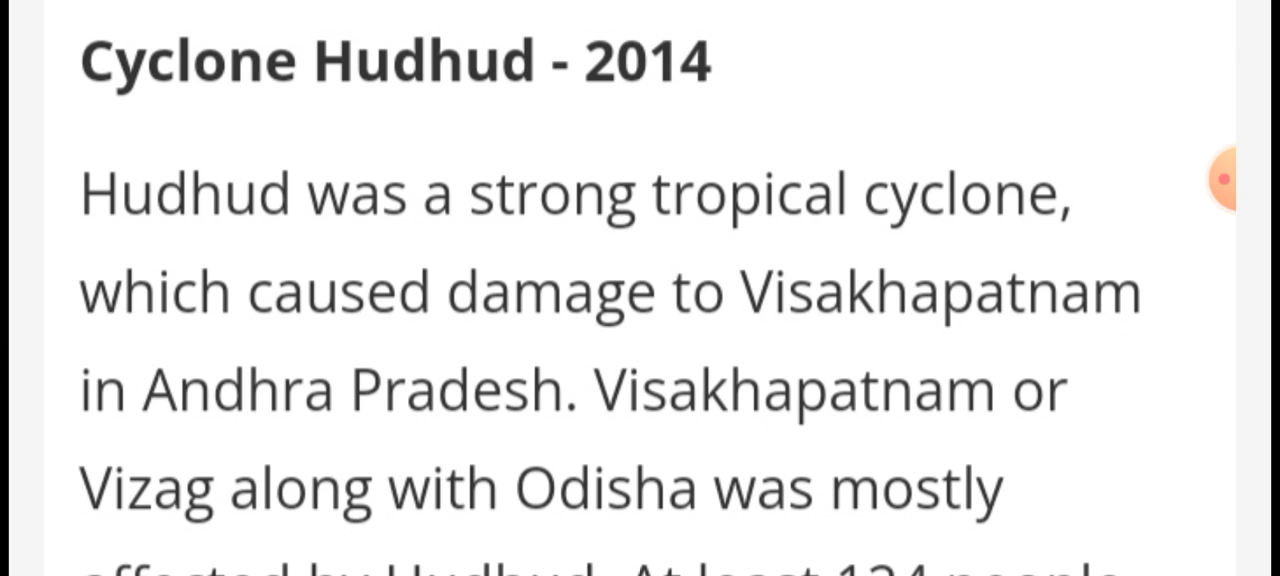 Cyclone Hudhud - 2014
Hudhud was a strong tropical cyclone,
which caused damage to Visakhapatnam
in Andhra Pradesh. Visakhapatnam or
Vizag along with Odisha was mostly